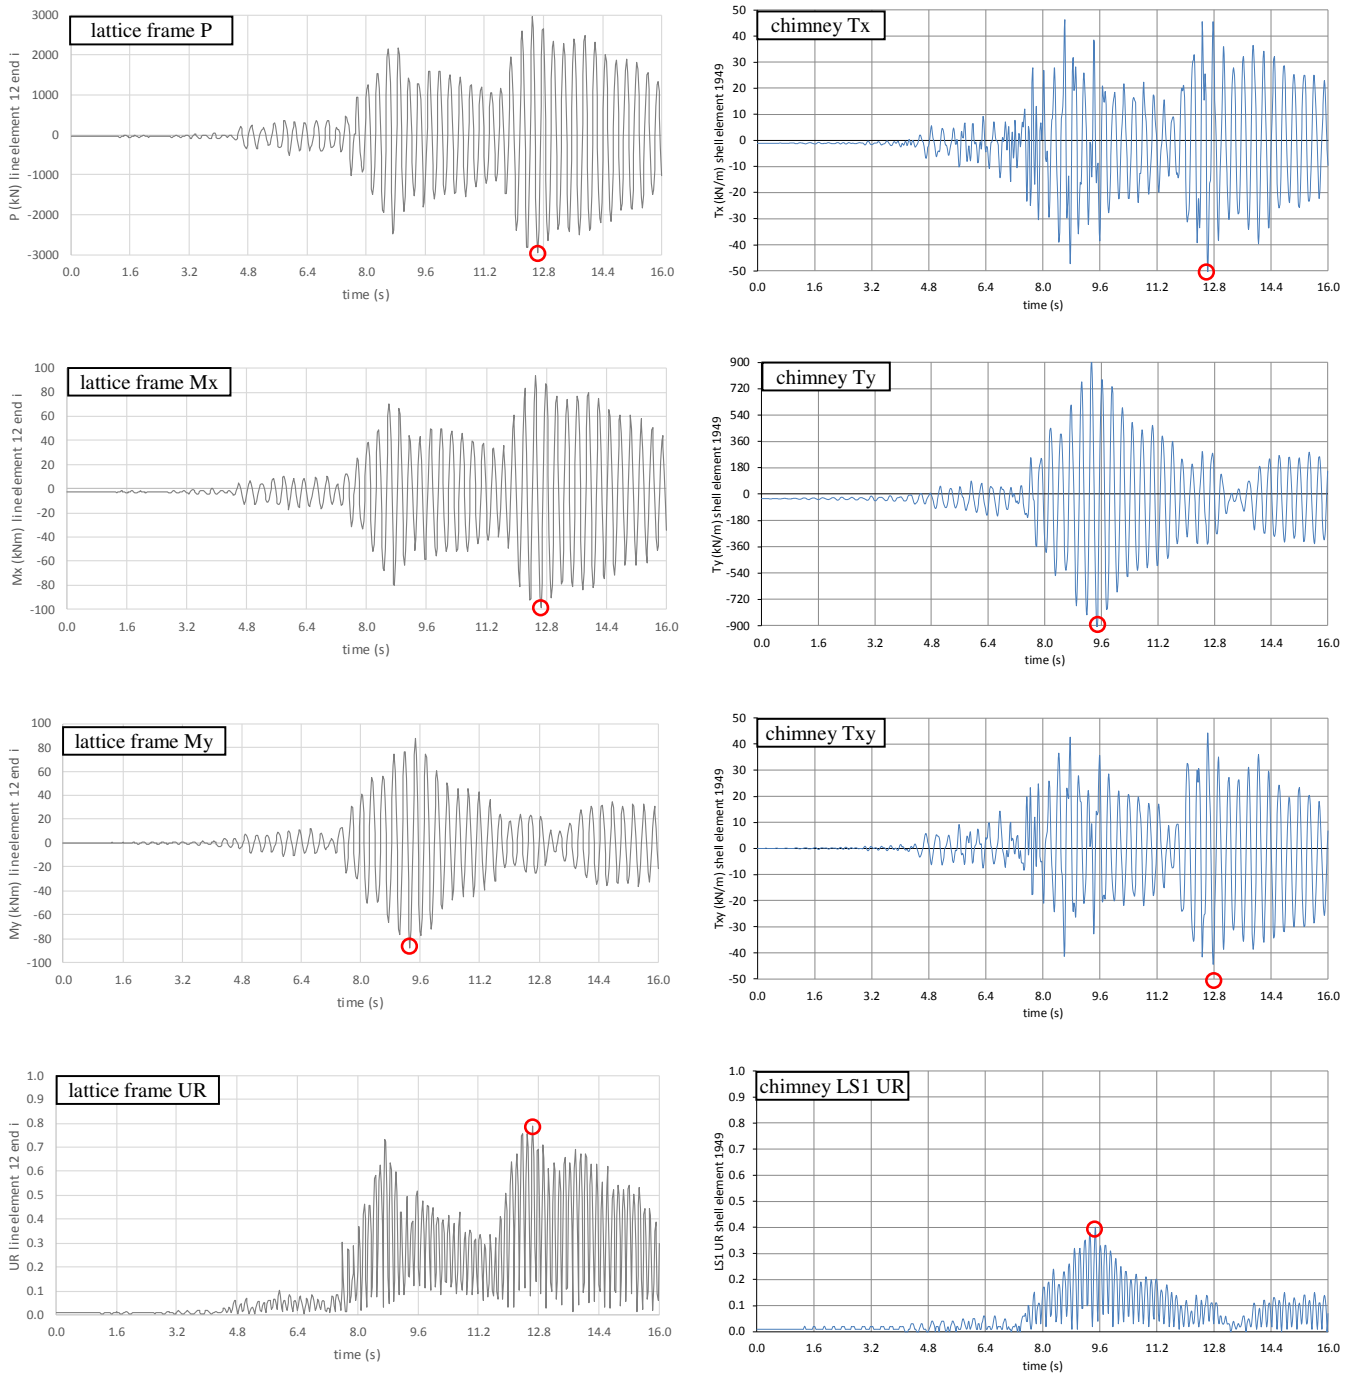 lattice frame P
P (kN) line element 12 end i
3000
2000
1000
0
-1000
-2000
-3000
0.0 1.6 3.2 4.8 6.4 8.0 9.6 11.2 12.8 14.4 16.0
time (s)
chimney Tx
Tx (kN/m) shell element 1949
50
40
30
20
10
0
-10
-20
-30
-40
-50
0.0 1.6 3.2 4.8 6.4 8.0 9.6 11.2 12.8 14.4 16.0
time (s)
lattice frame Mx
Mx (kNm) line element 12 end i
100
80
60
40
20
0
-20
-40
-60
-80
-100
0.0 1.6 3.2 4.8 6.4 8.0 9.6 11.2 12.8 14.4 16.0
time (s)
chimney Ty
Ty (kN/m) shell element 1949
900
720
540
360
180
0
-180
-360
-540
-720
-900
0.0 1.6 3.2 4.8 6.4 8.0 9.6 11.2 12.8 14.4 16.0
time (s)
lattice frame My
My (kNm) line element 12 end i
100
80
60
40
20
0
-20
-40
-60
-80
-100
0.0 1.6 3.2 4.8 6.4 8.0 9.6 11.2 12.8 14.4 16.0
time (s)
chimney Txy
Txy (kN/m) shell element 1949
50
40
30
20
10
0
-10
-20
-30
-40
-50
0.0 1.6 3.2 4.8 6.4 8.0 9.6 11.2 12.8 14.4 16.0
time (s)
lattice frame UR
UR line element 12 end i
1.0
0.9
0.8
0.7
0.6
0.5
0.4
0.3
0.2
0.1
0.0
0.0 1.6 3.2 4.8 6.4 8.0 9.6 11.2 12.8 14.4 16.0
time (s)
chimney LS1 UR
LS1 UR shell element 1949
1.0
0.9
0.8
0.7
0.6
0.5
0.4
0.3
0.2
0.1
0.0
0.0 1.6 3.2 4.8 6.4 8.0 9.6 11.2 12.8 14.4 16.0
time (s)